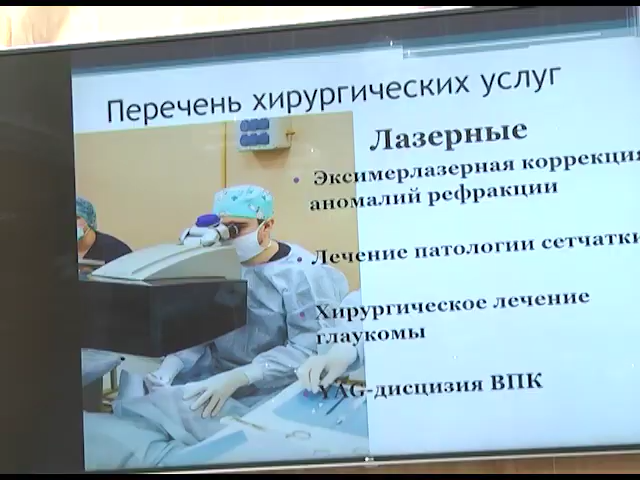 Перечень хирургических услуг
Лазерные
• Эксимерлазерная коррекция
аномалий рефракции
• Лечение патологии сетчатки
• Хирургическое лечение
глаукомы
• YAG-дисцизия ВПК